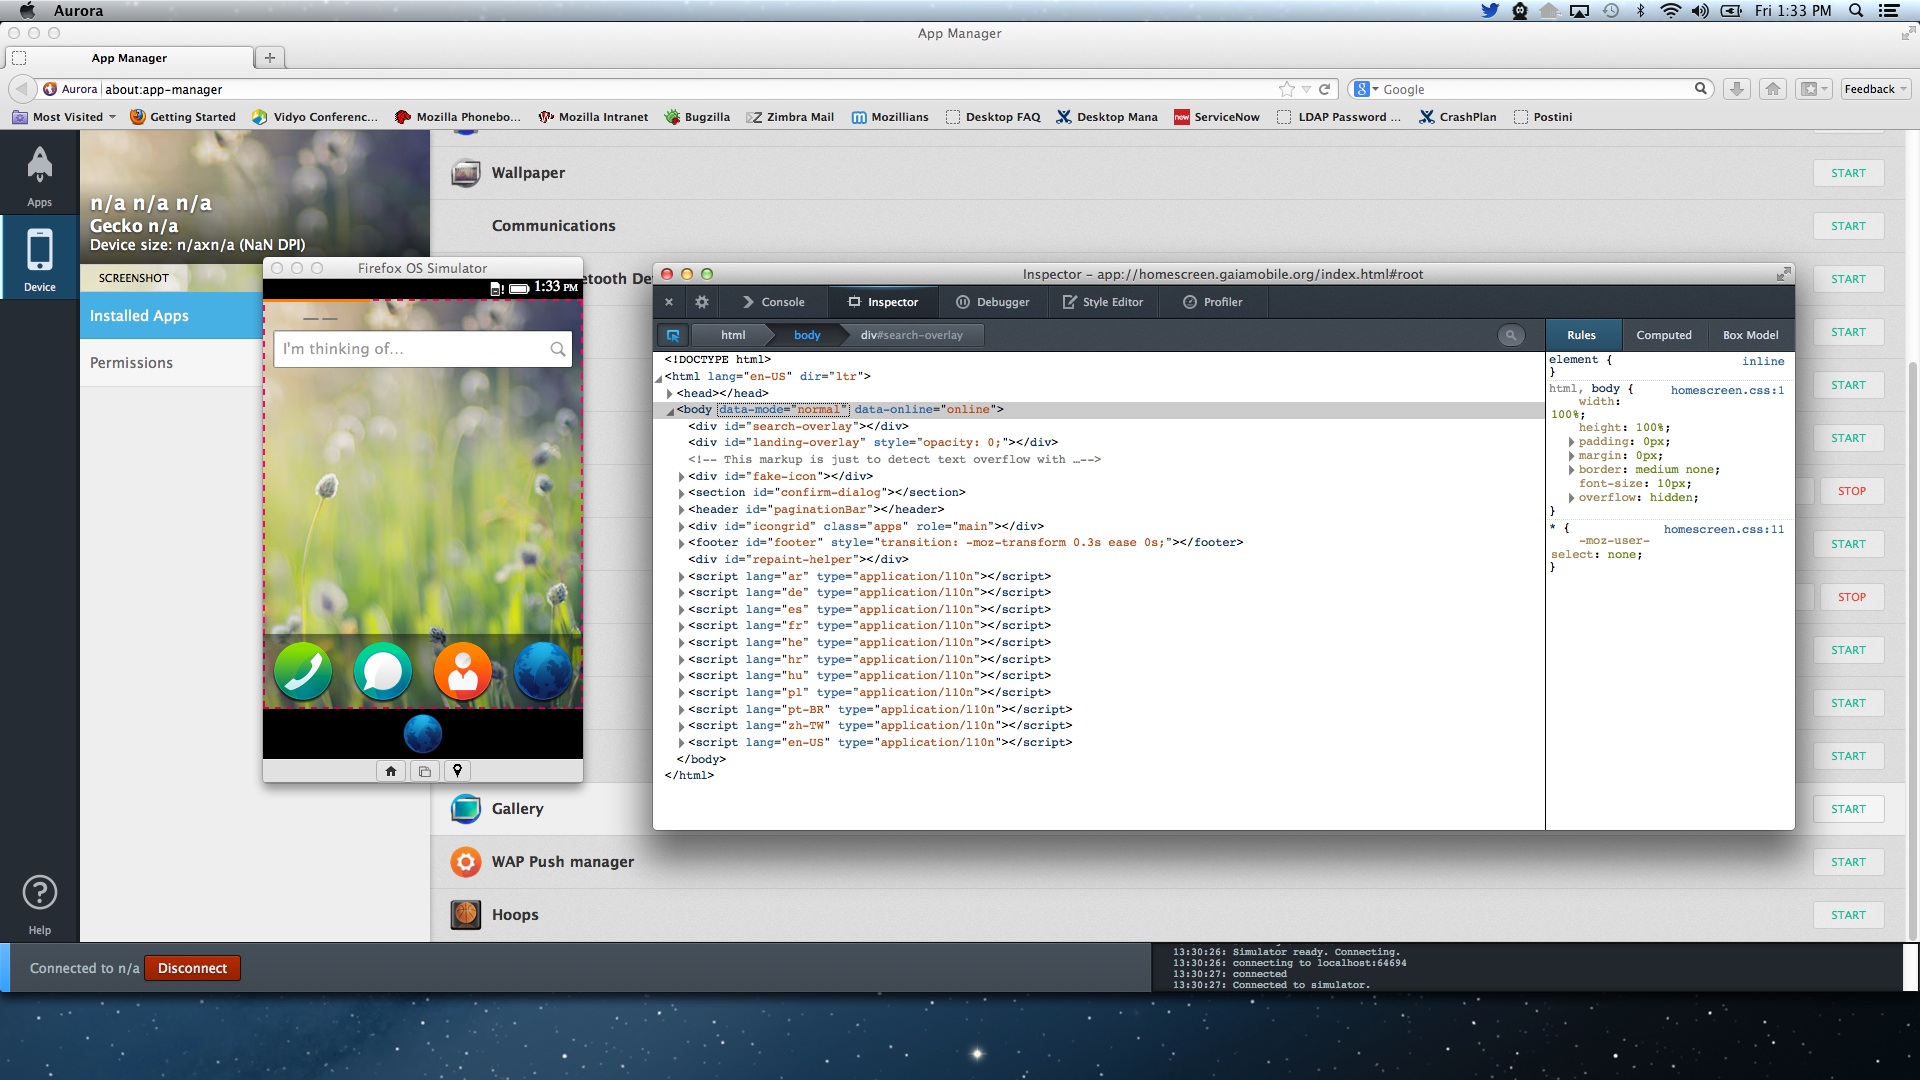 Aurora
Fri 1:33 PM
App Manager
App Manager
Aurora about:app-manager
Google
Feedback
Most Visited Getting Started Vidyo Conferenc... Mozilla Phonebo... Mozilla Intranet Bugzilla Zimbra Mail Mozillians Desktop FAQ Desktop Mana now ServiceNow LDAP Password ... CrashPlan Postini
Apps
Device
Help
n/a n/a n/a
Gecko n/a
Device size: n/axn/a (NaN DPI)
SCREENSHOT
Installed Apps
Permissions
Wallpaper START
Communications START
etooth De START
START
START
START
STOP
START
STOP
START
START
START
Gallery START
WAP Push manager START
Hoops START
Firefox OS Simulator
1:33 PM
I'm thinking of...
Inspector – app://homescreen.gaiamobile.org/index.html#root
Console Inspector Debugger Style Editor Profiler
html body div#search-overlay
<!DOCTYPE html>
<html lang="en-US" dir="ltr">
<head></head>
<body data-mode="normal" data-online="online">
<div id="search-overlay"></div>
<div id="landing-overlay" style="opacity: 0;"></div>
<!-- This markup is just to detect text overflow with …-->
<div id="fake-icon"></div>
<section id="confirm-dialog"></section>
<header id="paginationBar"></header>
<div id="icongrid" class="apps" role="main"></div>
<footer id="footer" style="transition: -moz-transform 0.3s ease 0s;"></footer>
<div id="repaint-helper"></div>
<script lang="ar" type="application/l10n"></script>
<script lang="de" type="application/l10n"></script>
<script lang="es" type="application/l10n"></script>
<script lang="fr" type="application/l10n"></script>
<script lang="he" type="application/l10n"></script>
<script lang="hr" type="application/l10n"></script>
<script lang="hu" type="application/l10n"></script>
<script lang="pl" type="application/l10n"></script>
<script lang="pt-BR" type="application/l10n"></script>
<script lang="zh-TW" type="application/l10n"></script>
<script lang="en-US" type="application/l10n"></script>
</body>
</html>
Rules Computed Box Model
element { inline
}
html, body { homescreen.css:1
width:
100%;
height: 100%;
padding: 0px;
margin: 0px;
border: medium none;
font-size: 10px;
overflow: hidden;
}
* { homescreen.css:11
-moz-user-
select: none;
}
Connected to n/a Disconnect
13:30:26: Simulator ready. Connecting.
13:30:26: connecting to localhost:64694
13:30:27: connected
13:30:27: Connected to simulator.